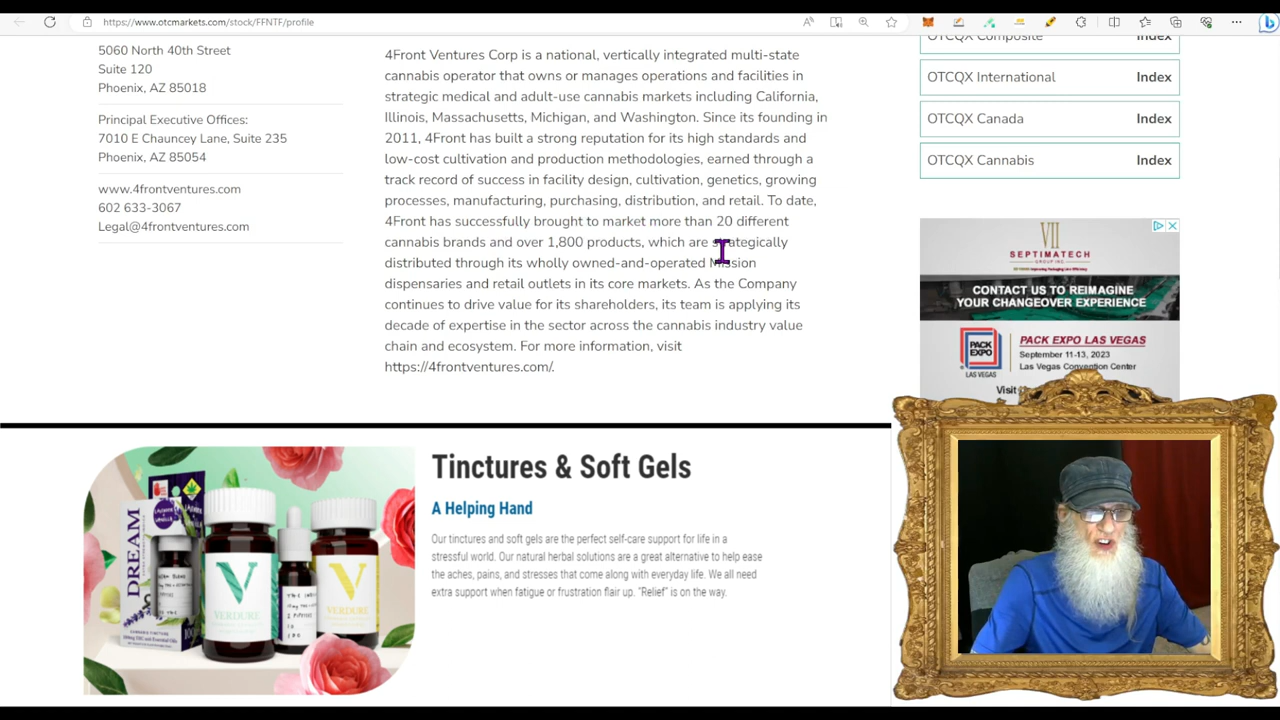 https://www.otcmarkets.com/stock/FFNTF/profile
5060 North 40th Street
Suite 120
Phoenix, AZ 85018
Principal Executive Offices:
7010 E Chauncey Lane, Suite 235
Phoenix, AZ 85054
www.4frontventures.com
602 633-3067
Legal@4frontventures.com
4Front Ventures Corp is a national, vertically integrated multi-state
cannabis operator that owns or manages operations and facilities in
strategic medical and adult-use cannabis markets including California,
Illinois, Massachusetts, Michigan, and Washington. Since its founding in
2011, 4Front has built a strong reputation for its high standards and
low-cost cultivation and production methodologies, earned through a
track record of success in facility design, cultivation, genetics, growing
processes, manufacturing, purchasing, distribution, and retail. To date,
4Front has successfully brought to market more than 20 different
cannabis brands and over 1,800 products, which are strategically
distributed through its wholly owned-and-operated Mission
dispensaries and retail outlets in its core markets. As the Company
continues to drive value for its shareholders, its team is applying its
decade of expertise in the sector across the cannabis industry value
chain and ecosystem. For more information, visit
https://4frontventures.com/.
OTCQX Composite Index
OTCQX International Index
OTCQX Canada Index
OTCQX Cannabis Index
VII
SEPTIMATECH
GROUP INC.
CONTACT US TO REIMAGINE
YOUR CHANGEOVER EXPERIENCE
PACK
EXPO
LAS VEGAS
PACK EXPO LAS VEGAS
September 11-13, 2023
Las Vegas Convention Center
Visit
Tinctures & Soft Gels
A Helping Hand
Our tinctures and soft gels are the perfect self-care support for life in a
stressful world. Our natural herbal solutions are a great alternative to help ease
the aches, pains, and stresses that come along with everyday life. We all need
extra support when fatigue or frustration flair up. "Relief" is on the way.
DREAM
V
VERDURE
V
VERDURE